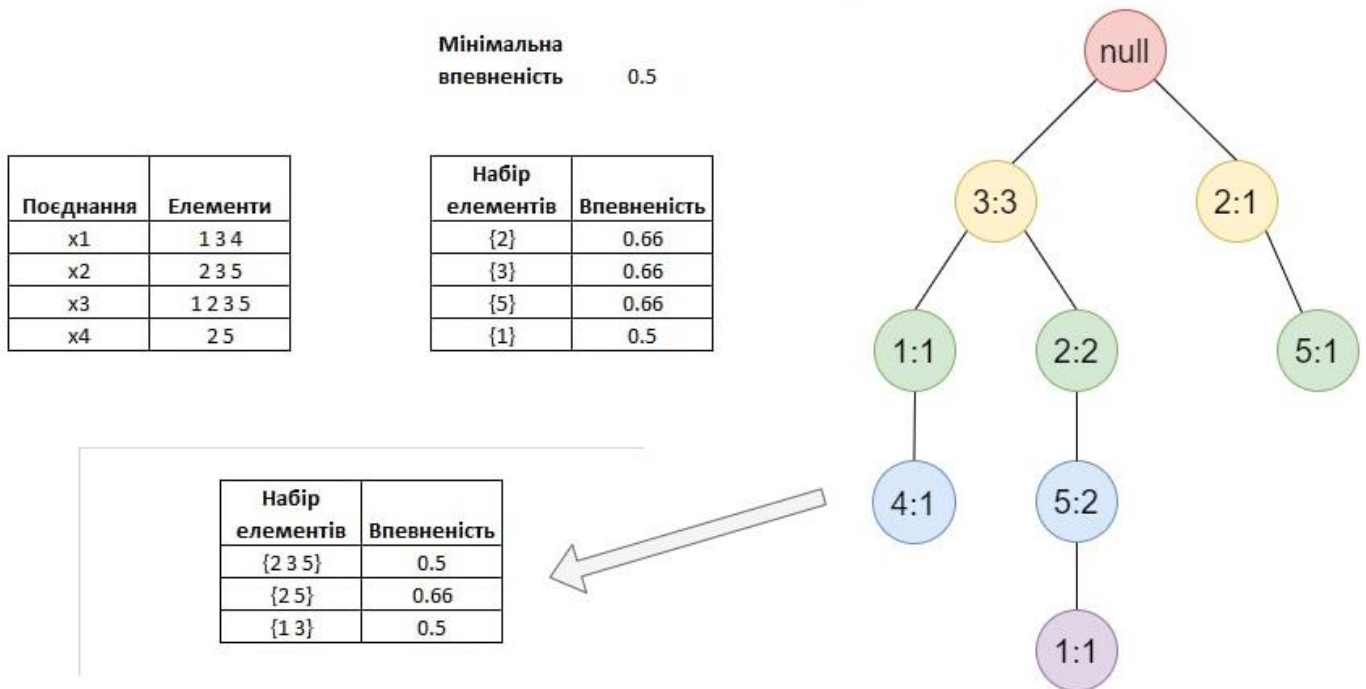 Мінімальна
впевненість 0.5
Поєднання Елементи
x1 1 3 4
x2 2 3 5
x3 1 2 3 5
x4 2 5
Набір
елементів Впевненість
{2} 0.66
{3} 0.66
{5} 0.66
{1} 0.5
null
3:3 2:1
1:1 2:2 5:1
4:1 5:2
1:1
Набір
елементів Впевненість
{2 3 5} 0.5
{2 5} 0.66
{1 3} 0.5